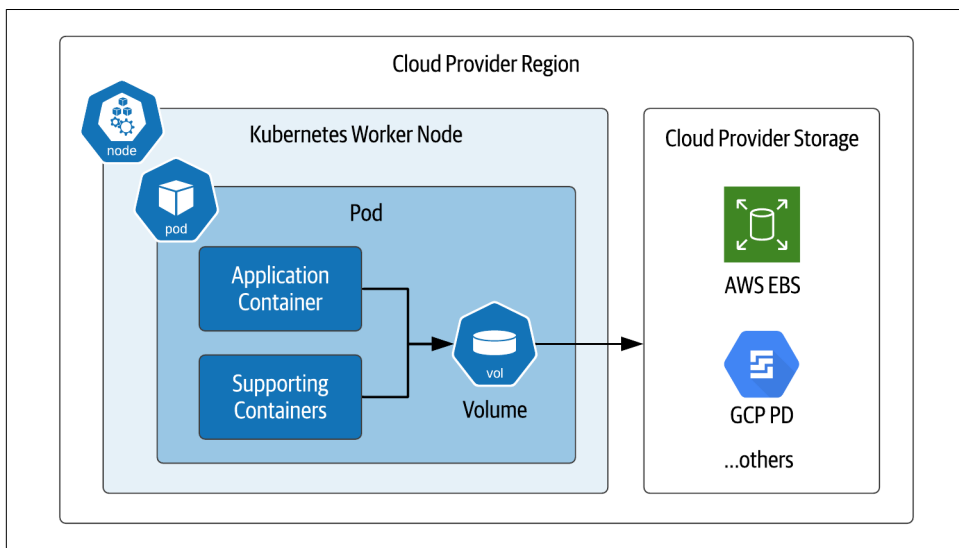 Cloud Provider Region
node
Kubernetes Worker Node
Cloud Provider Storage
pod
Pod
Application
Container
Supporting
Containers
vol
Volume
AWS EBS
GCP PD
...others